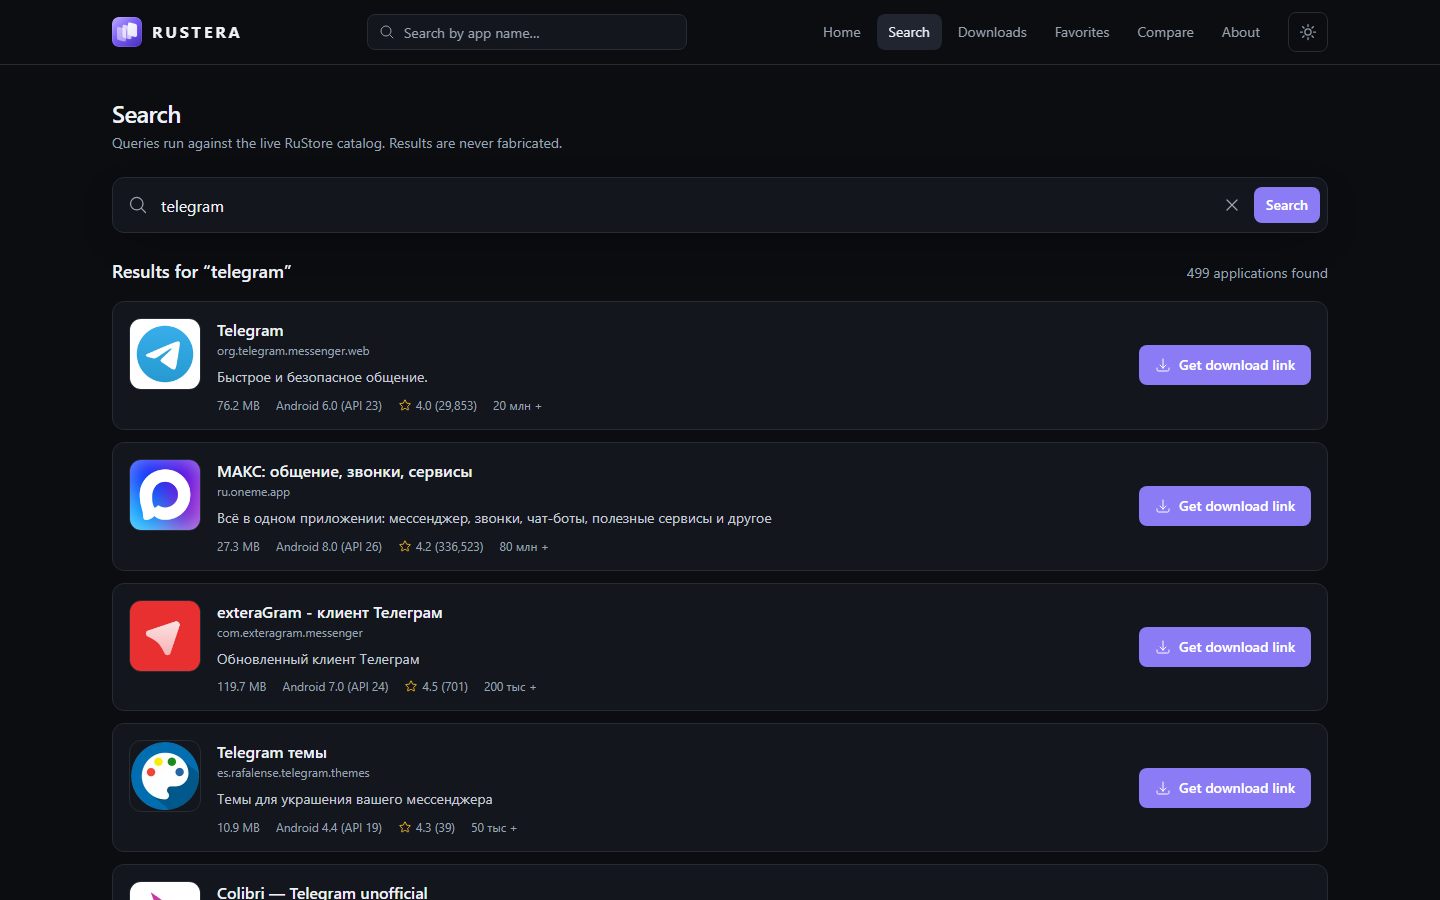 RUSTERA
Search by app name...
Home
Search
Downloads
Favorites
Compare
About
Search
Queries run against the live RuStore catalog. Results are never fabricated.
telegram
Search
Results for “telegram”
499 applications found
Telegram
org.telegram.messenger.web
Быстрое и безопасное общение.
76.2 MB Android 6.0 (API 23) 4.0 (29,853) 20 млн +
Get download link
МАКС: общение, звонки, сервисы
ru.oneme.app
Всё в одном приложении: мессенджер, звонки, чат-боты, полезные сервисы и другое
27.3 MB Android 8.0 (API 26) 4.2 (336,523) 80 млн +
Get download link
exteraGram - клиент Телеграм
com.exteragram.messenger
Обновленный клиент Телеграм
119.7 MB Android 7.0 (API 24) 4.5 (701) 200 тыс +
Get download link
Telegram темы
es.rafalense.telegram.themes
Темы для украшения вашего мессенджера
10.9 MB Android 4.4 (API 19) 4.3 (39) 50 тыс +
Get download link
Colibri — Telegram unofficial